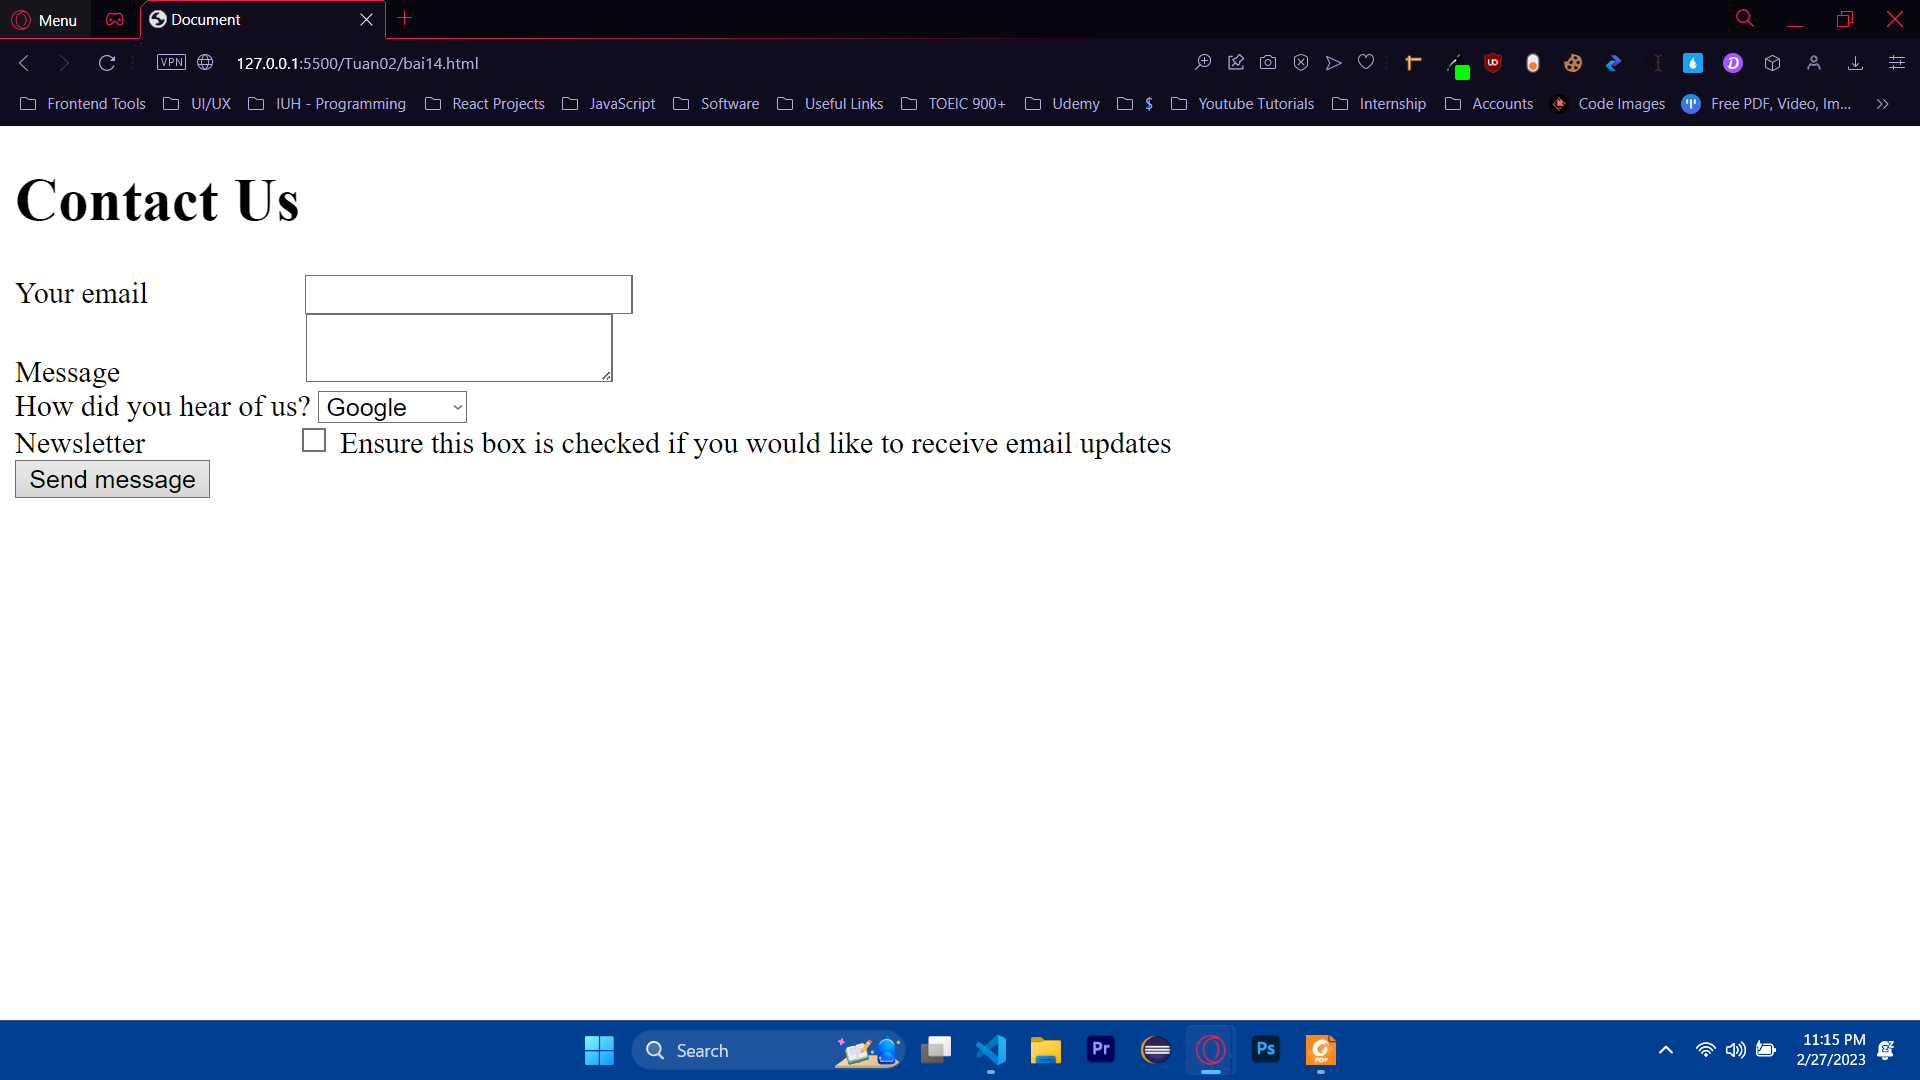 Menu
Document
VPN
127.0.0.1:5500/Tuan02/bai14.html
Frontend Tools UI/UX IUH - Programming React Projects JavaScript Software Useful Links TOEIC 900+ Udemy $ Youtube Tutorials Internship Accounts Code Images Free PDF, Video, Im...
Contact Us
Your email
Message
How did you hear of us? Google
Newsletter Ensure this box is checked if you would like to receive email updates
Send message
Search
Pr
Ps
PDF
11:15 PM
2/27/2023